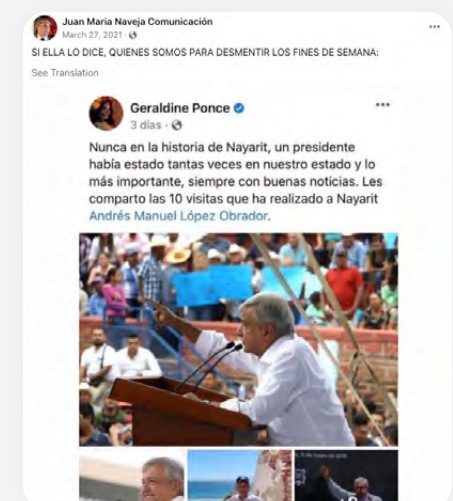 Juan Maria Naveja Comunicación
March 27, 2021 ·
SI ELLA LO DICE, QUIENES SOMOS PARA DESMENTIR LOS FINES DE SEMANA:
See Translation
Geraldine Ponce
3 días ·
Nunca en la historia de Nayarit, un presidente
había estado tantas veces en nuestro estado y lo
más importante, siempre con buenas noticias. Les
comparto las 10 visitas que ha realizado a Nayarit
Andrés Manuel López Obrador.